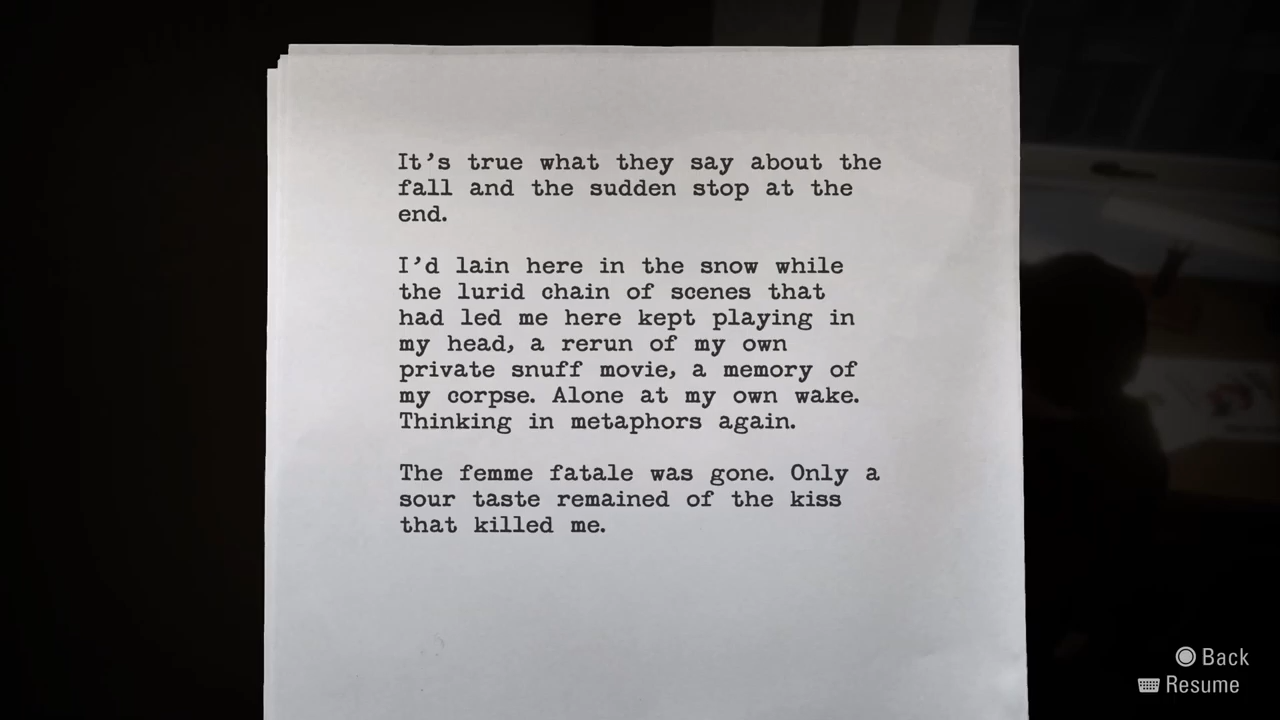 It’s true what they say about the
fall and the sudden stop at the
end.
I’d lain here in the snow while
the lurid chain of scenes that
had led me here kept playing in
my head, a rerun of my own
private snuff movie, a memory of
my corpse. Alone at my own wake.
Thinking in metaphors again.
The femme fatale was gone. Only a
sour taste remained of the kiss
that killed me.
Back
Resume